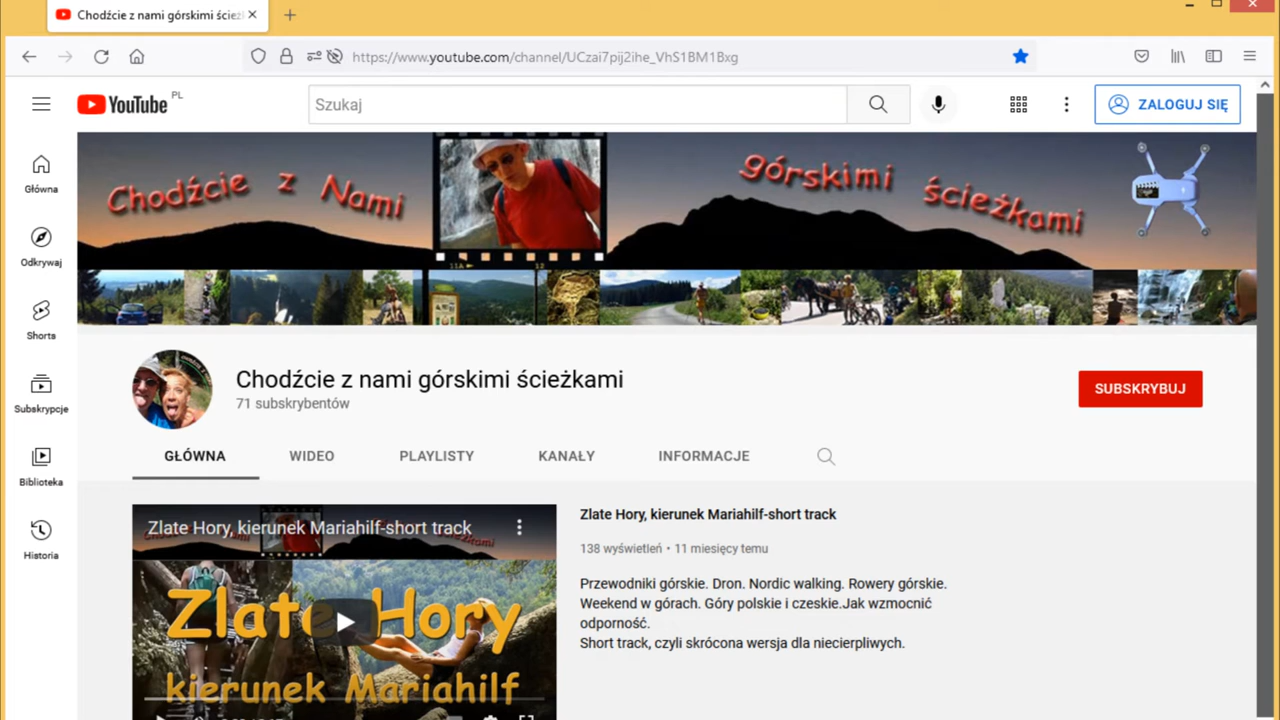 Chodźcie z nami górskimi ścież
https://www.youtube.com/channel/UCzai7pij2ihe_VhS1BM1Bxg
YouTube PL
Szukaj
ZALOGUJ SIĘ
Chodźcie z Nami
górskimi ścieżkami
11A
12
Główna
Odkrywaj
Shorts
Subskrypcje
Biblioteka
Historia
Chodźcie z nami górskimi ścieżkami
71 subskrybentów
SUBSKRYBUJ
GŁÓWNA WIDEO PLAYLISTY KANAŁY INFORMACJE
Zlate Hory, kierunek Mariahilf-short track
Zlate Hory
kierunek Mariahilf
Zlate Hory, kierunek Mariahilf-short track
138 wyświetleń • 11 miesięcy temu
Przewodniki górskie. Dron. Nordic walking. Rowery górskie.
Weekend w górach. Góry polskie i czeskie.Jak wzmocnić
odporność.
Short track, czyli skrócona wersja dla niecierpliwych.